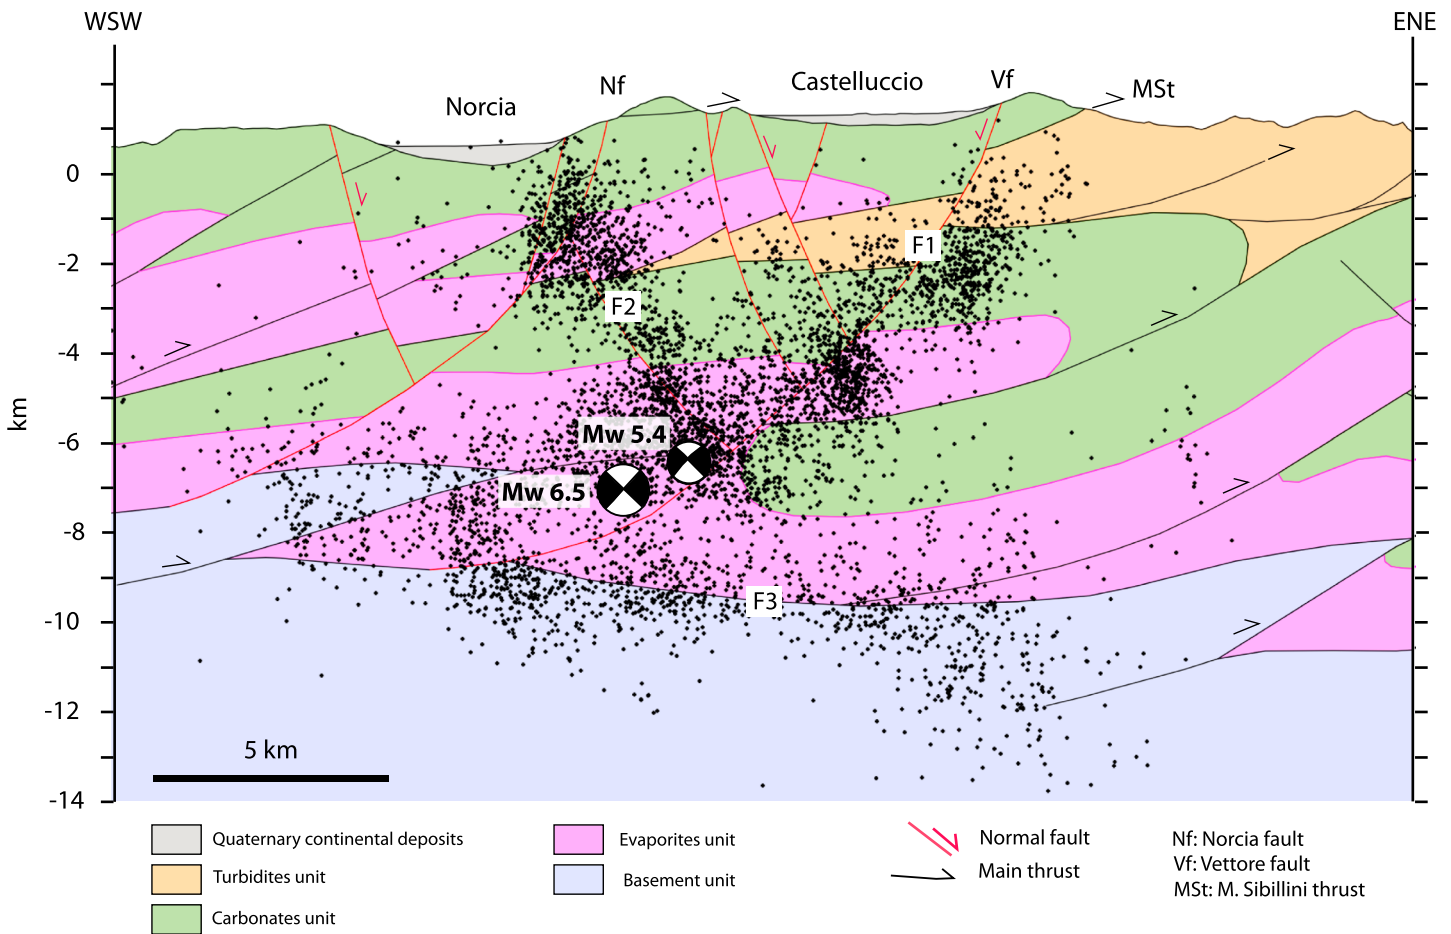 WSW
ENE
Norcia
Nf
Castelluccio
Vf
MSt
km
0
-2
-4
-6
-8
-10
-12
-14
F1
F2
Mw 5.4
Mw 6.5
F3
5 km
Quaternary continental deposits
Turbidites unit
Carbonates unit
Evaporites unit
Basement unit
Normal fault
Main thrust
Nf: Norcia fault
Vf: Vettore fault
MSt: M. Sibillini thrust